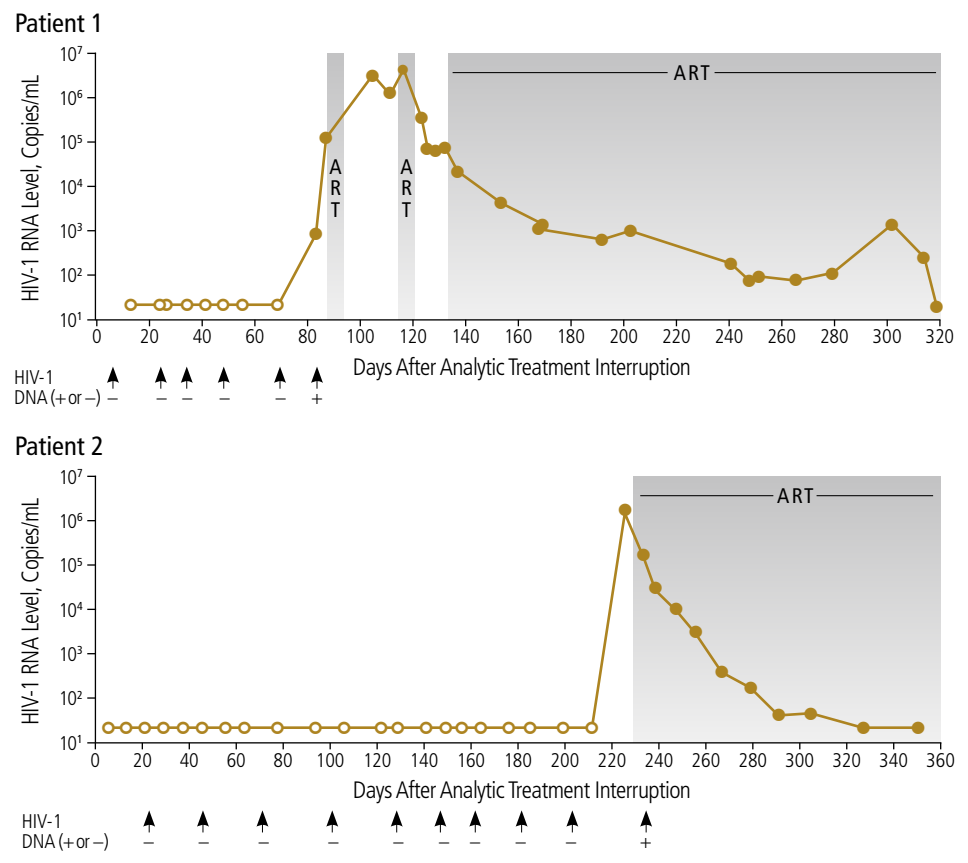 Patient 1
HIV-1 RNA Level, Copies/mL
10⁷
10⁶
10⁵
10⁴
10³
10²
10¹
ART
ART
ART
0 20 40 60 80 100 120 140 160 180 200 220 240 260 280 300 320
Days After Analytic Treatment Interruption
HIV-1
DNA (+ or –) – – – – – +
Patient 2
HIV-1 RNA Level, Copies/mL
10⁷
10⁶
10⁵
10⁴
10³
10²
10¹
ART
0 20 40 60 80 100 120 140 160 180 200 220 240 260 280 300 320 340 360
Days After Analytic Treatment Interruption
HIV-1
DNA (+ or –) – – – – – – – – – +